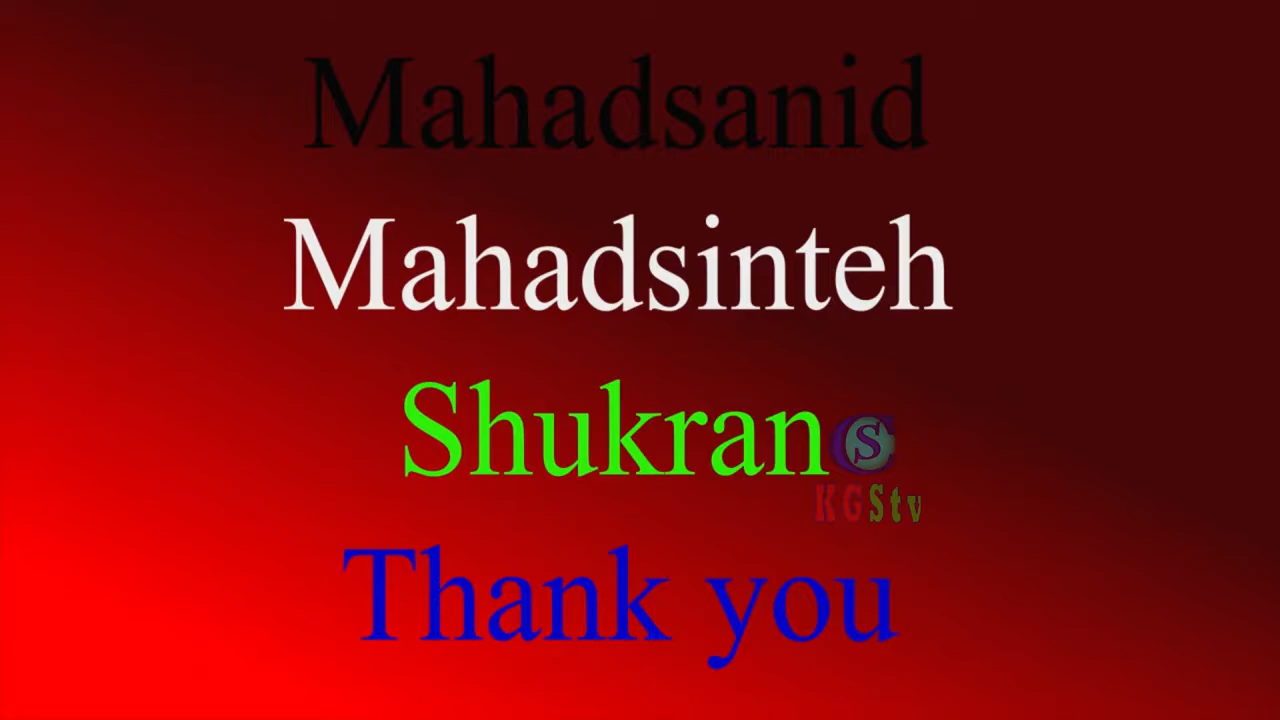 Mahadsanid
Mahadsinteh
Shukran
S
KGStv
Thank you